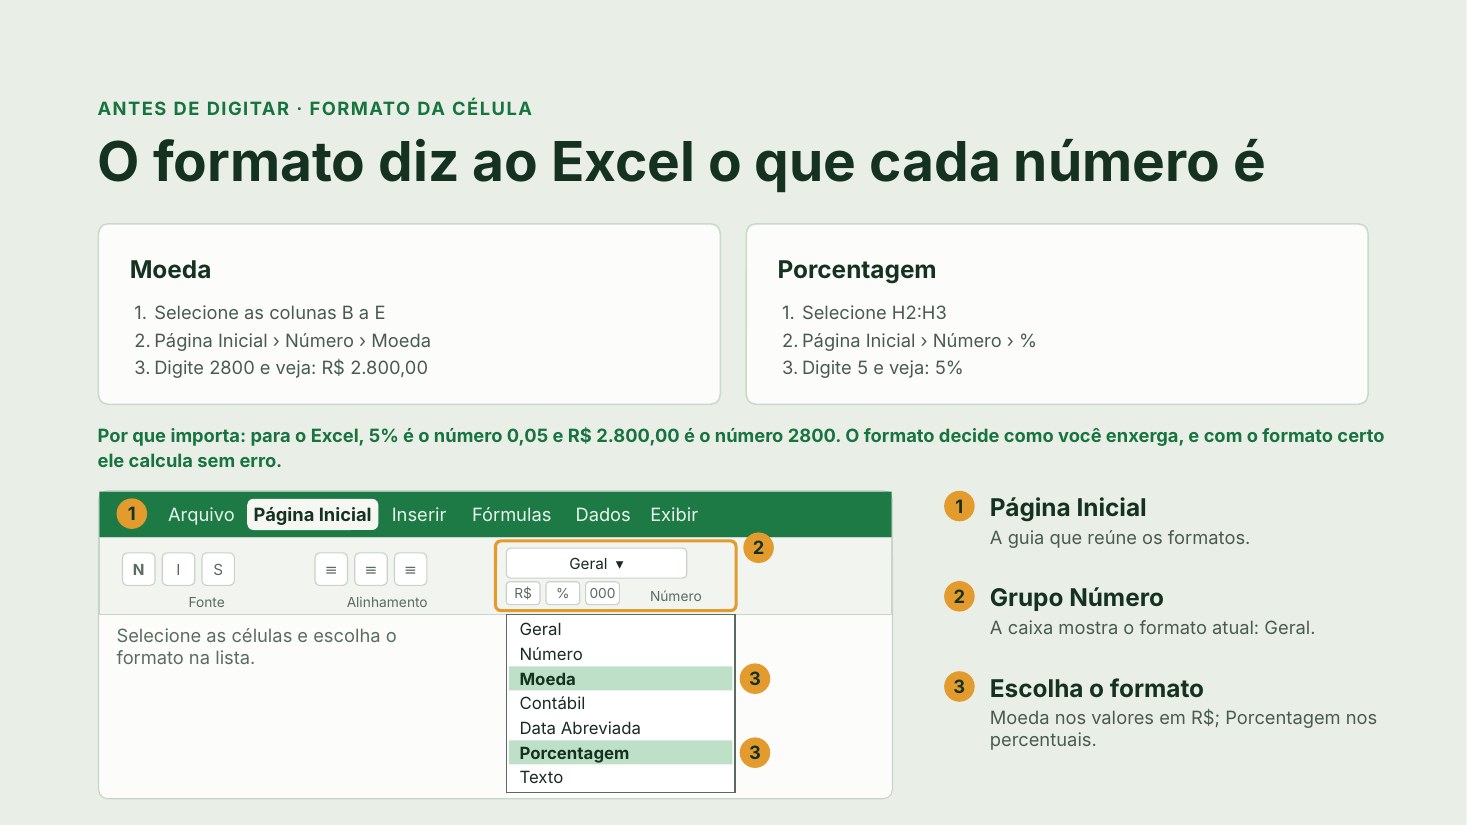 ANTES DE DIGITAR · FORMATO DA CÉLULA
O formato diz ao Excel o que cada número é
Moeda
1. Selecione as colunas B a E
2. Página Inicial › Número › Moeda
3. Digite 2800 e veja: R$ 2.800,00
Porcentagem
1. Selecione H2:H3
2. Página Inicial › Número › %
3. Digite 5 e veja: 5%
Por que importa: para o Excel, 5% é o número 0,05 e R$ 2.800,00 é o número 2800. O formato decide como você enxerga, e com o formato certo
ele calcula sem erro.
1 Arquivo Página Inicial Inserir Fórmulas Dados Exibir
2
N I S
Fonte
≡ ≡ ≡
Alinhamento
Geral ▾
R$ % 000 Número
Selecione as células e escolha o
formato na lista.
Geral
Número
Moeda 3
Contábil
Data Abreviada
Porcentagem 3
Texto
1 Página Inicial
A guia que reúne os formatos.
2 Grupo Número
A caixa mostra o formato atual: Geral.
3 Escolha o formato
Moeda nos valores em R$; Porcentagem nos
percentuais.